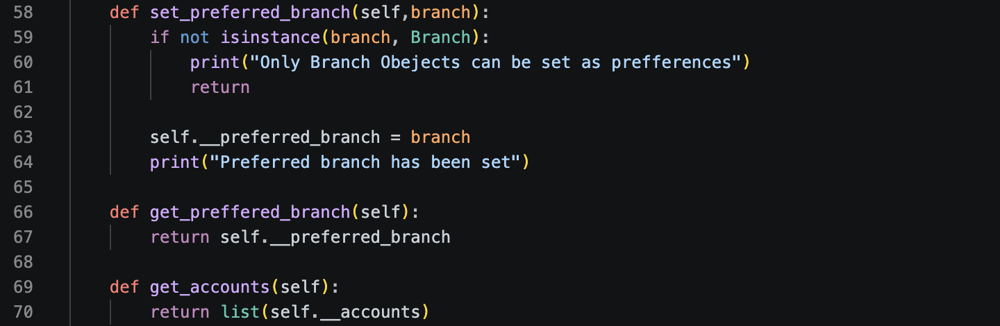 58 def set_preferred_branch(self,branch):
59 if not isinstance(branch, Branch):
60 print("Only Branch Obejects can be set as prefferences")
61 return
62
63 self.__preferred_branch = branch
64 print("Preferred branch has been set")
65
66 def get_preffered_branch(self):
67 return self.__preferred_branch
68
69 def get_accounts(self):
70 return list(self.__accounts)